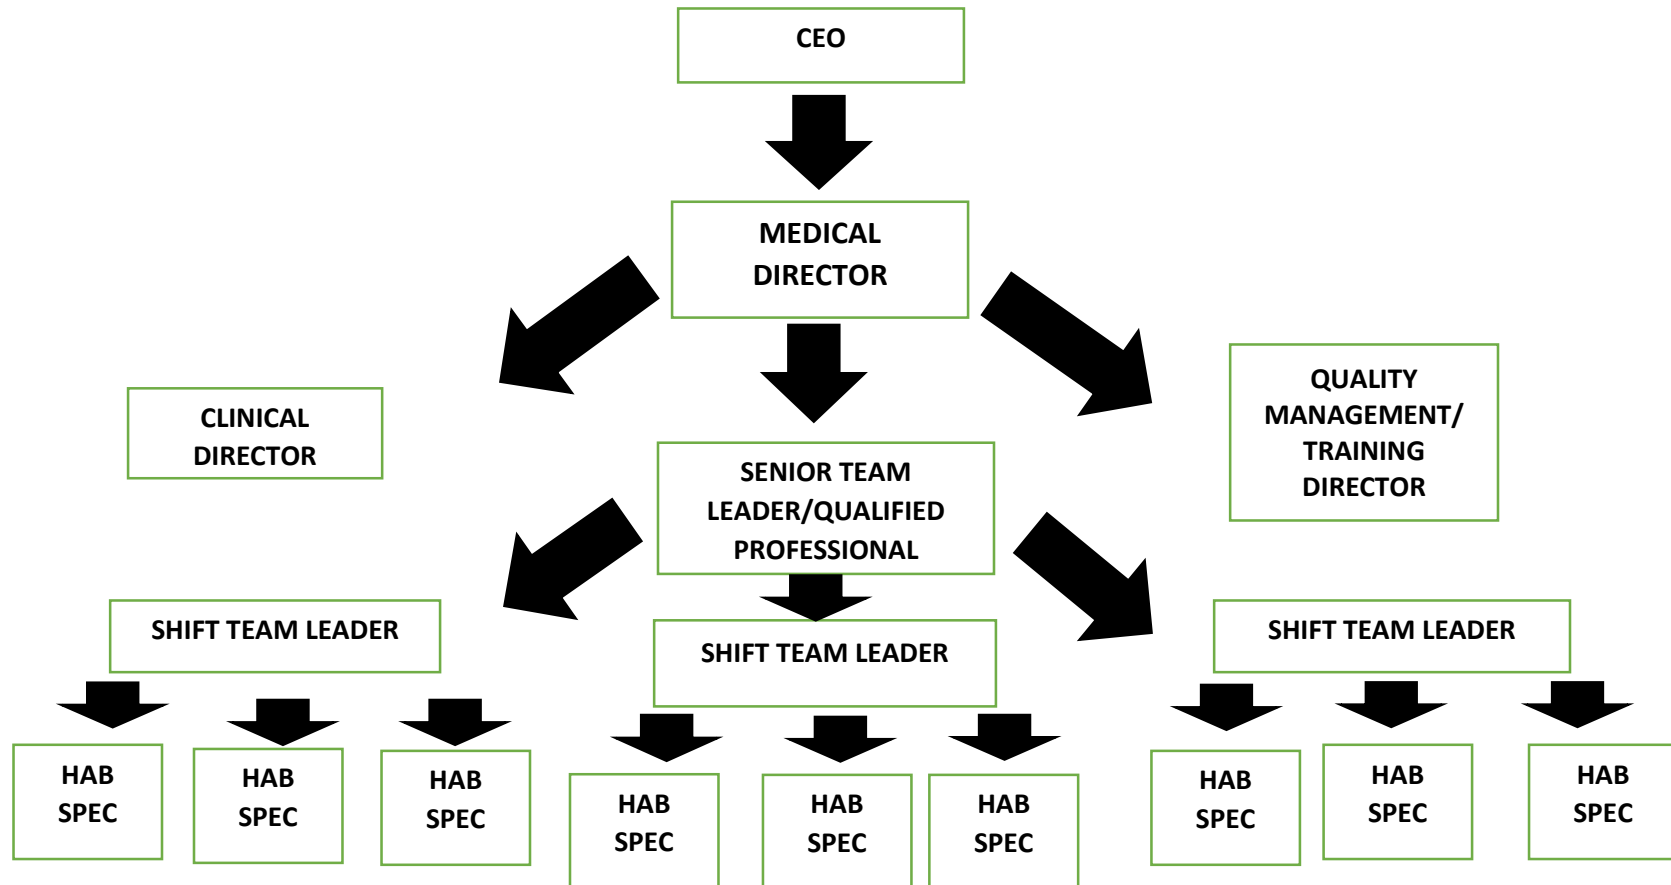 CEO
MEDICAL
DIRECTOR
CLINICAL
DIRECTOR
SENIOR TEAM
LEADER/QUALIFIED
PROFESSIONAL
QUALITY
MANAGEMENT/
TRAINING
DIRECTOR
SHIFT TEAM LEADER
SHIFT TEAM LEADER
SHIFT TEAM LEADER
HAB
SPEC
HAB
SPEC
HAB
SPEC
HAB
SPEC
HAB
SPEC
HAB
SPEC
HAB
SPEC
HAB
SPEC
HAB
SPEC